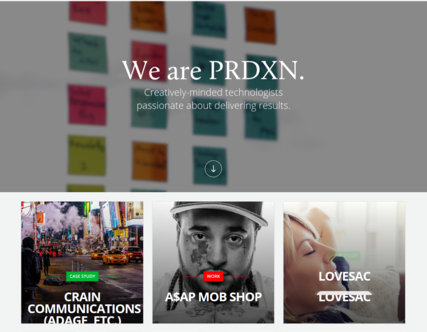 We are PRDXN.
Creatively-minded technologists
passionate about delivering results.
CASE STUDY
CRAIN
COMMUNICATIONS
(ADAGE, ETC.)
WORK
A$AP MOB SHOP
LOVESAC
LOVESAC